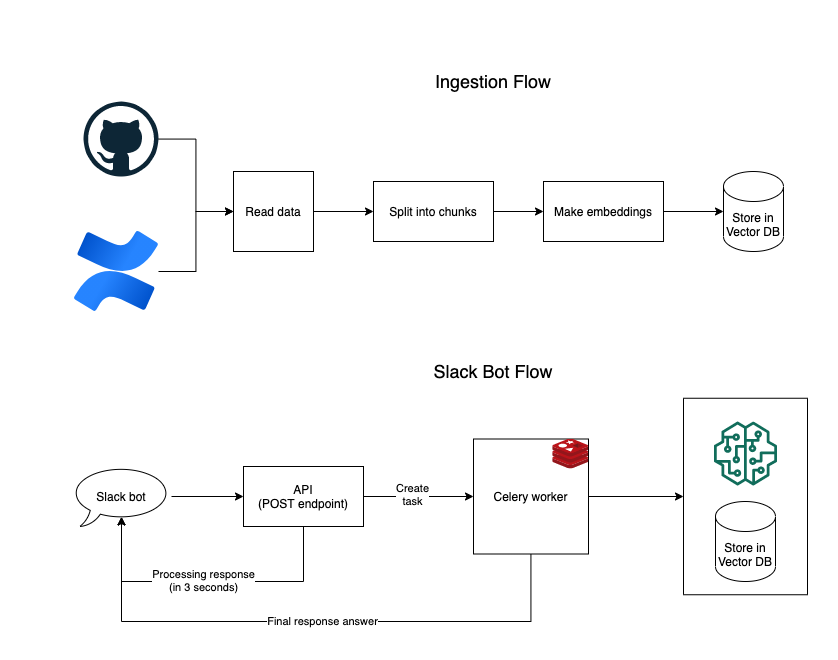 Ingestion Flow
Read data
Split into chunks
Make embeddings
Store in
Vector DB
Slack Bot Flow
Slack bot
API
(POST endpoint)
Create
task
Celery worker
Store in
Vector DB
Processing response
(in 3 seconds)
Final response answer